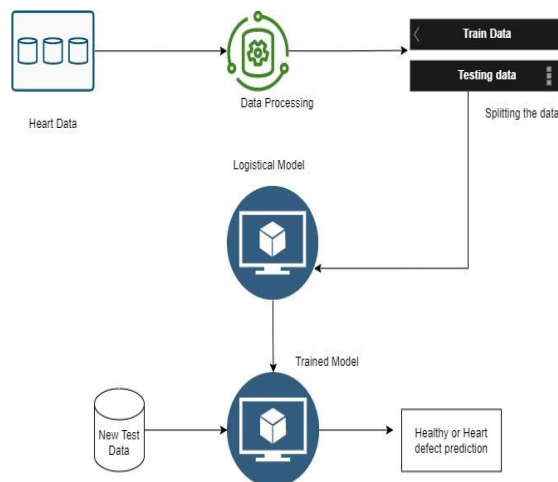 Heart Data
Data Processing
Train Data
Testing data
Splitting the data
Logistical Model
Trained Model
New Test
Data
Healthy or Heart
defect prediction